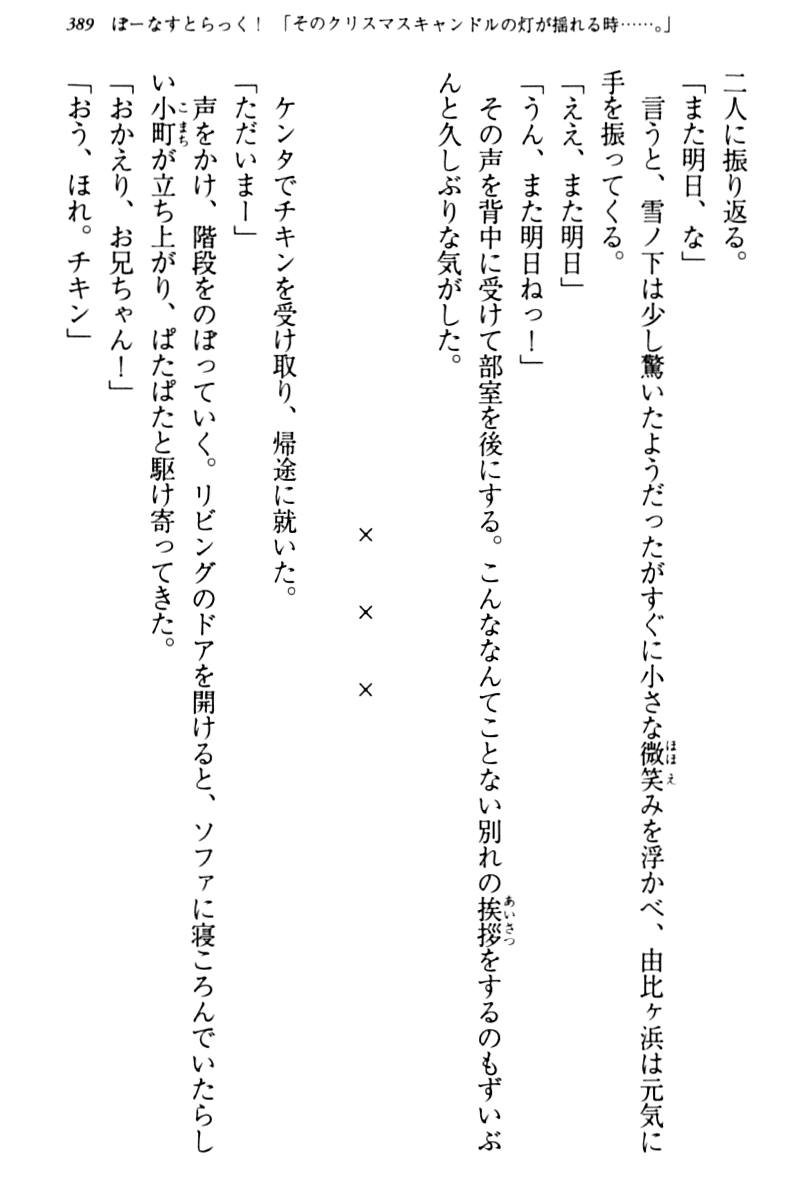 389 ぼーなすとらっく！「そのクリスマスキャンドルの灯が揺れる時……。」
二人に振り返る。
「また明日、な」
言うと、雪ノ下は少し驚いたようだったがすぐに小さな微笑みを浮かべ、由比ヶ浜は元気に
手を振ってくる。
「ええ、また明日」
「うん、また明日ねっ！」
その声を背中に受けて部室を後にする。こんななんてことない別れの挨拶をするのもずいぶ
んと久しぶりな気がした。
× × ×
ケンタでチキンを受け取り、帰途に就いた。
「ただいまー」
声をかけ、階段をのぼっていく。リビングのドアを開けると、ソファに寝ころんでいたらし
い小町が立ち上がり、ぱたぱたと駆け寄ってきた。
「おかえり、お兄ちゃん！」
「おう、ほれ。チキン」